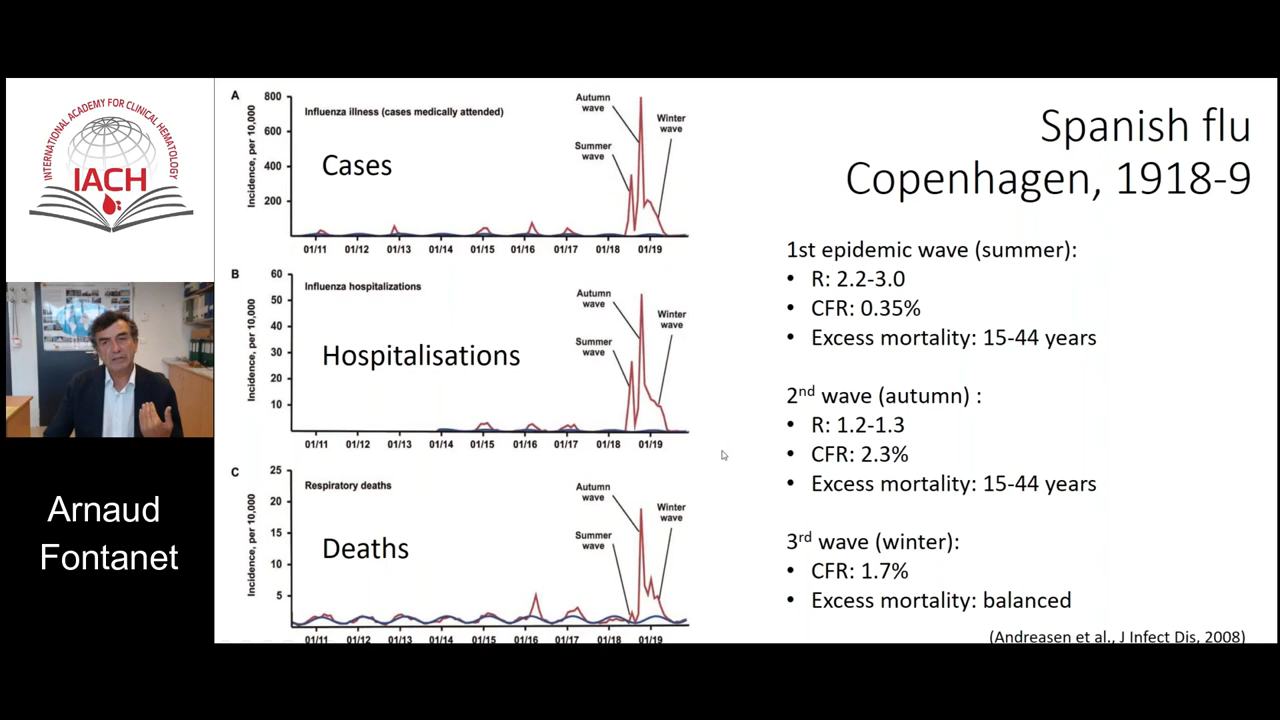 INTERNATIONAL ACADEMY FOR CLINICAL HEMATOLOGY
IACH
Arnaud
Fontanet
A
Incidence, per 10,000
800
600
400
200
Influenza illness (cases medically attended)
Cases
Autumn
wave
Summer
wave
Winter
wave
01/11 01/12 01/13 01/14 01/15 01/16 01/17 01/18 01/19
B
Incidence, per 10,000
60
50
40
30
20
10
Influenza hospitalizations
Hospitalisations
Autumn
wave
Summer
wave
Winter
wave
01/11 01/12 01/13 01/14 01/15 01/16 01/17 01/18 01/19
C
Incidence, per 10,000
25
20
15
10
5
Respiratory deaths
Deaths
Autumn
wave
Summer
wave
Winter
wave
01/11 01/12 01/13 01/14 01/15 01/16 01/17 01/18 01/19
Spanish flu
Copenhagen, 1918-9
1st epidemic wave (summer):
• R: 2.2-3.0
• CFR: 0.35%
• Excess mortality: 15-44 years
2nd wave (autumn) :
• R: 1.2-1.3
• CFR: 2.3%
• Excess mortality: 15-44 years
3rd wave (winter):
• CFR: 1.7%
• Excess mortality: balanced
(Andreasen et al., J Infect Dis, 2008)